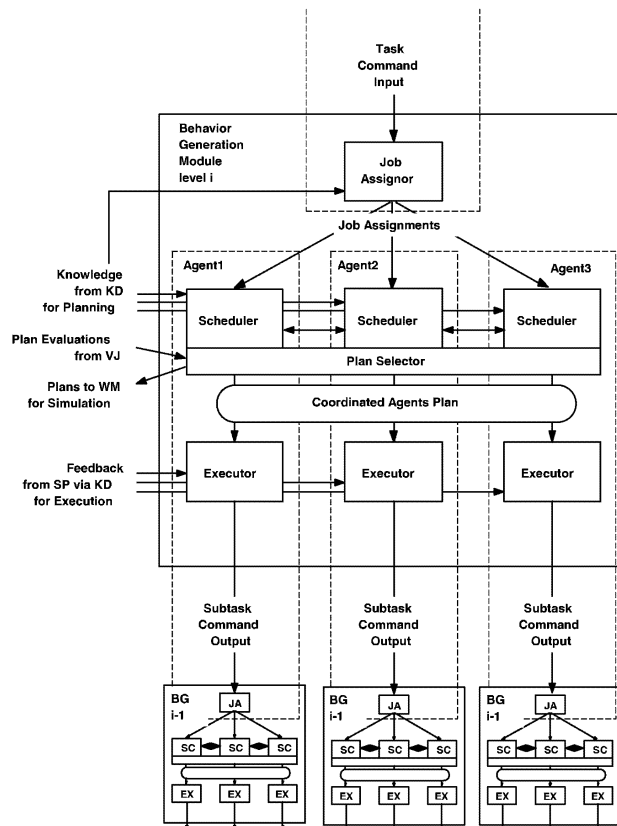 Task
Command
Input
Behavior
Generation
Module
level i
Job
Assignor
Job Assignments
Agent1
Agent2
Agent3
Knowledge
from KD
for Planning
Scheduler
Scheduler
Scheduler
Plan Evaluations
from VJ
Plan Selector
Plans to WM
for Simulation
Coordinated Agents Plan
Feedback
from SP via KD
for Execution
Executor
Executor
Executor
Subtask
Command
Output
Subtask
Command
Output
Subtask
Command
Output
BG
i-1
JA
SC
SC
SC
EX
EX
EX
BG
i-1
JA
SC
SC
SC
EX
EX
EX
BG
i-1
JA
SC
SC
SC
EX
EX
EX